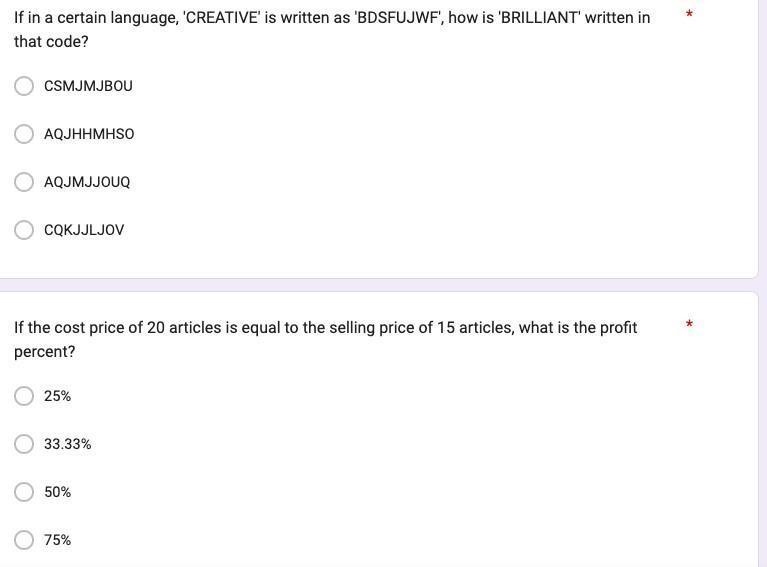 If in a certain language, 'CREATIVE' is written as 'BDSFUJWF', how is 'BRILLIANT' written in *
that code?
CSMJMJBOU
AQJHHMHSO
AQJMJJOUQ
CQKJJLJOV
If the cost price of 20 articles is equal to the selling price of 15 articles, what is the profit *
percent?
25%
33.33%
50%
75%